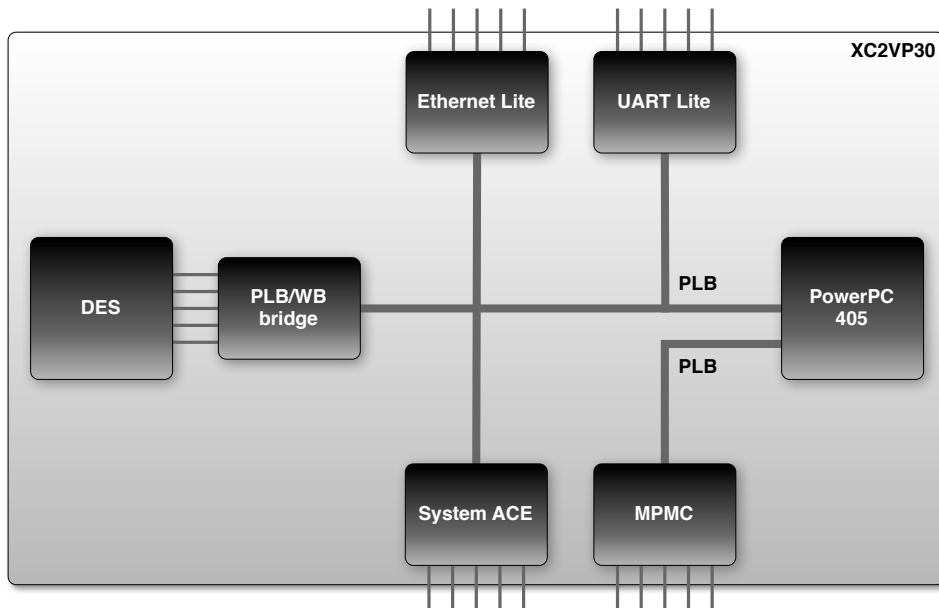 XC2VP30
Ethernet Lite
UART Lite
DES
PLB/WB
bridge
PLB
PowerPC
405
PLB
System ACE
MPMC